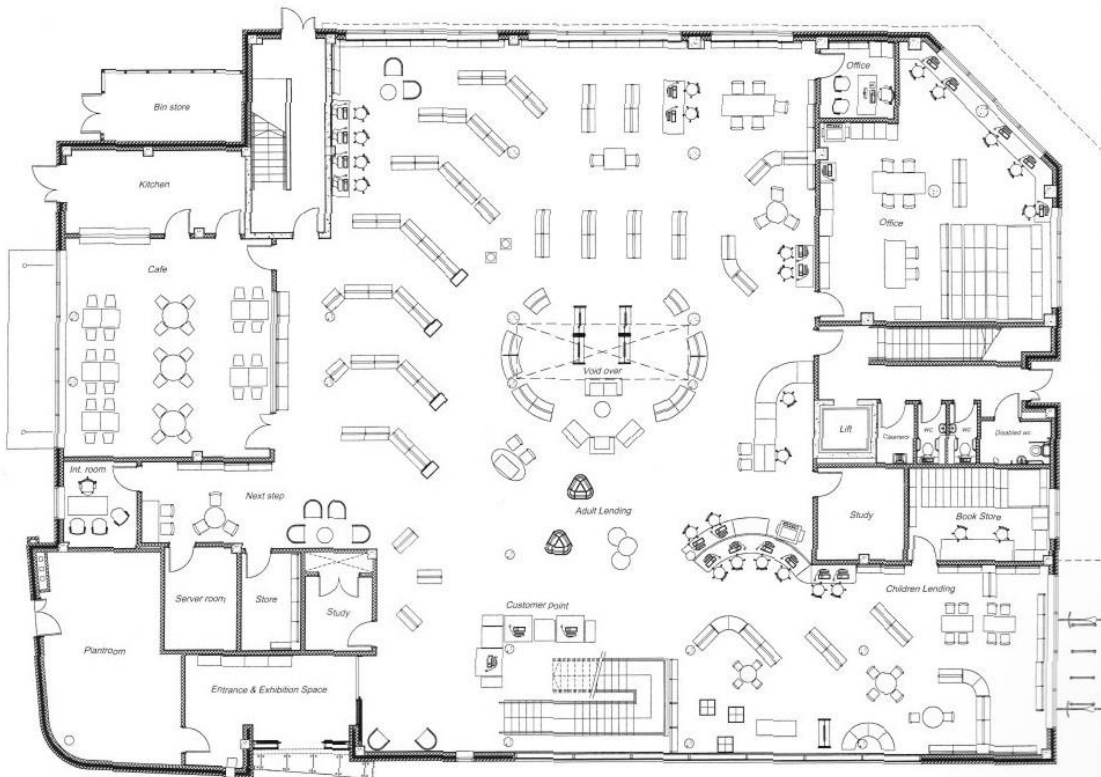 Office
Bin store
Kitchen
Office
Cafe
Void over
Lift
Cleaners
wc
wc
Disabled wc
Int. room
Next step
Adult Lending
Study
Book Store
Server room
Store
Study
Customer point
Children Lending
Plantroom
Entrance & Exhibition Space